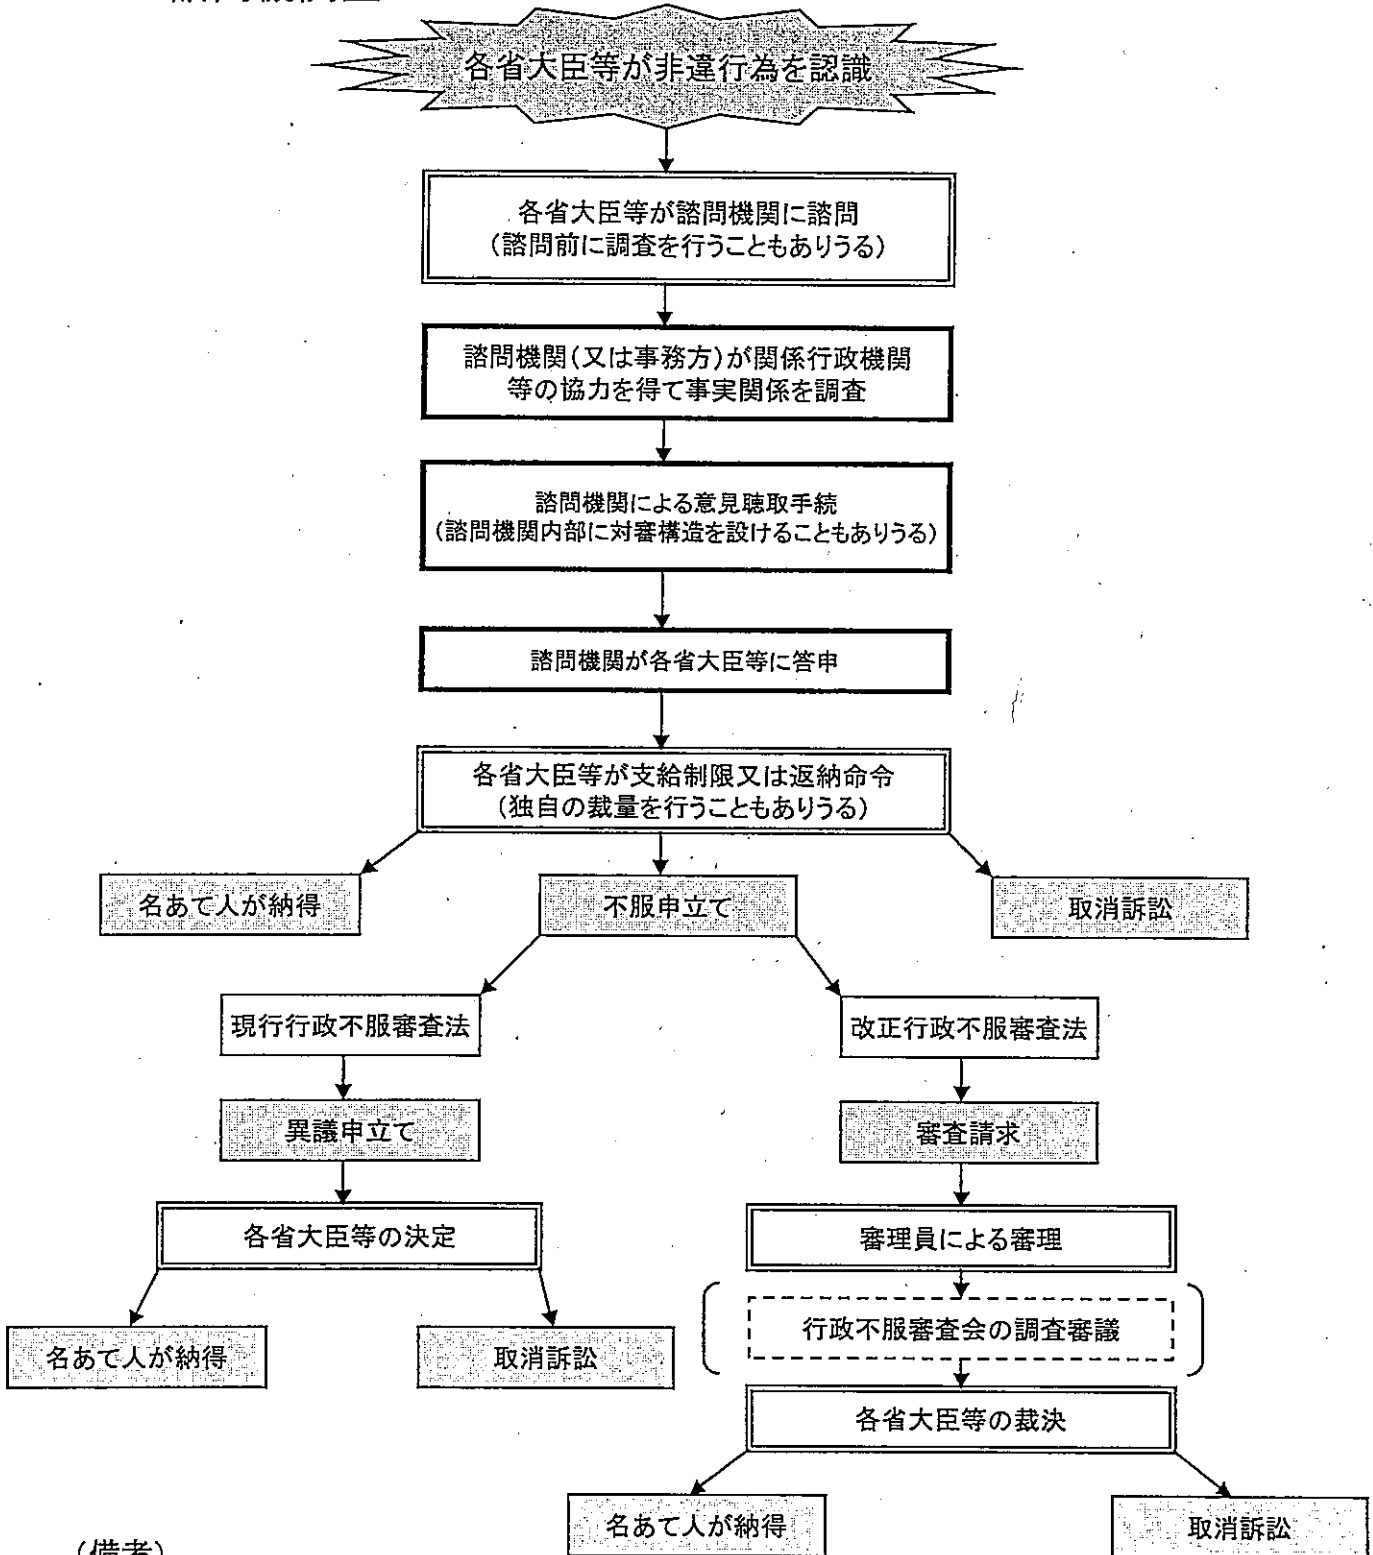 各省大臣等が非違行為を認識
各省大臣等が諮問機関に諮問
(諮問前に調査を行うこともありうる)
諮問機関(又は事務方)が関係行政機関
等の協力を得て事実関係を調査
諮問機関による意見聴取手続
(諮問機関内部に対審構造を設けることもありうる)
諮問機関が各省大臣等に答申
各省大臣等が支給制限又は返納命令
(独自の裁量を行うこともありうる)
名あて人が納得
不服申立て
取消訴訟
現行行政不服審査法
改正行政不服審査法
異議申立て
審査請求
各省大臣等の決定
審理員による審理
行政不服審査会の調査審議
名あて人が納得
取消訴訟
各省大臣等の裁決
名あて人が納得
取消訴訟
(備考)